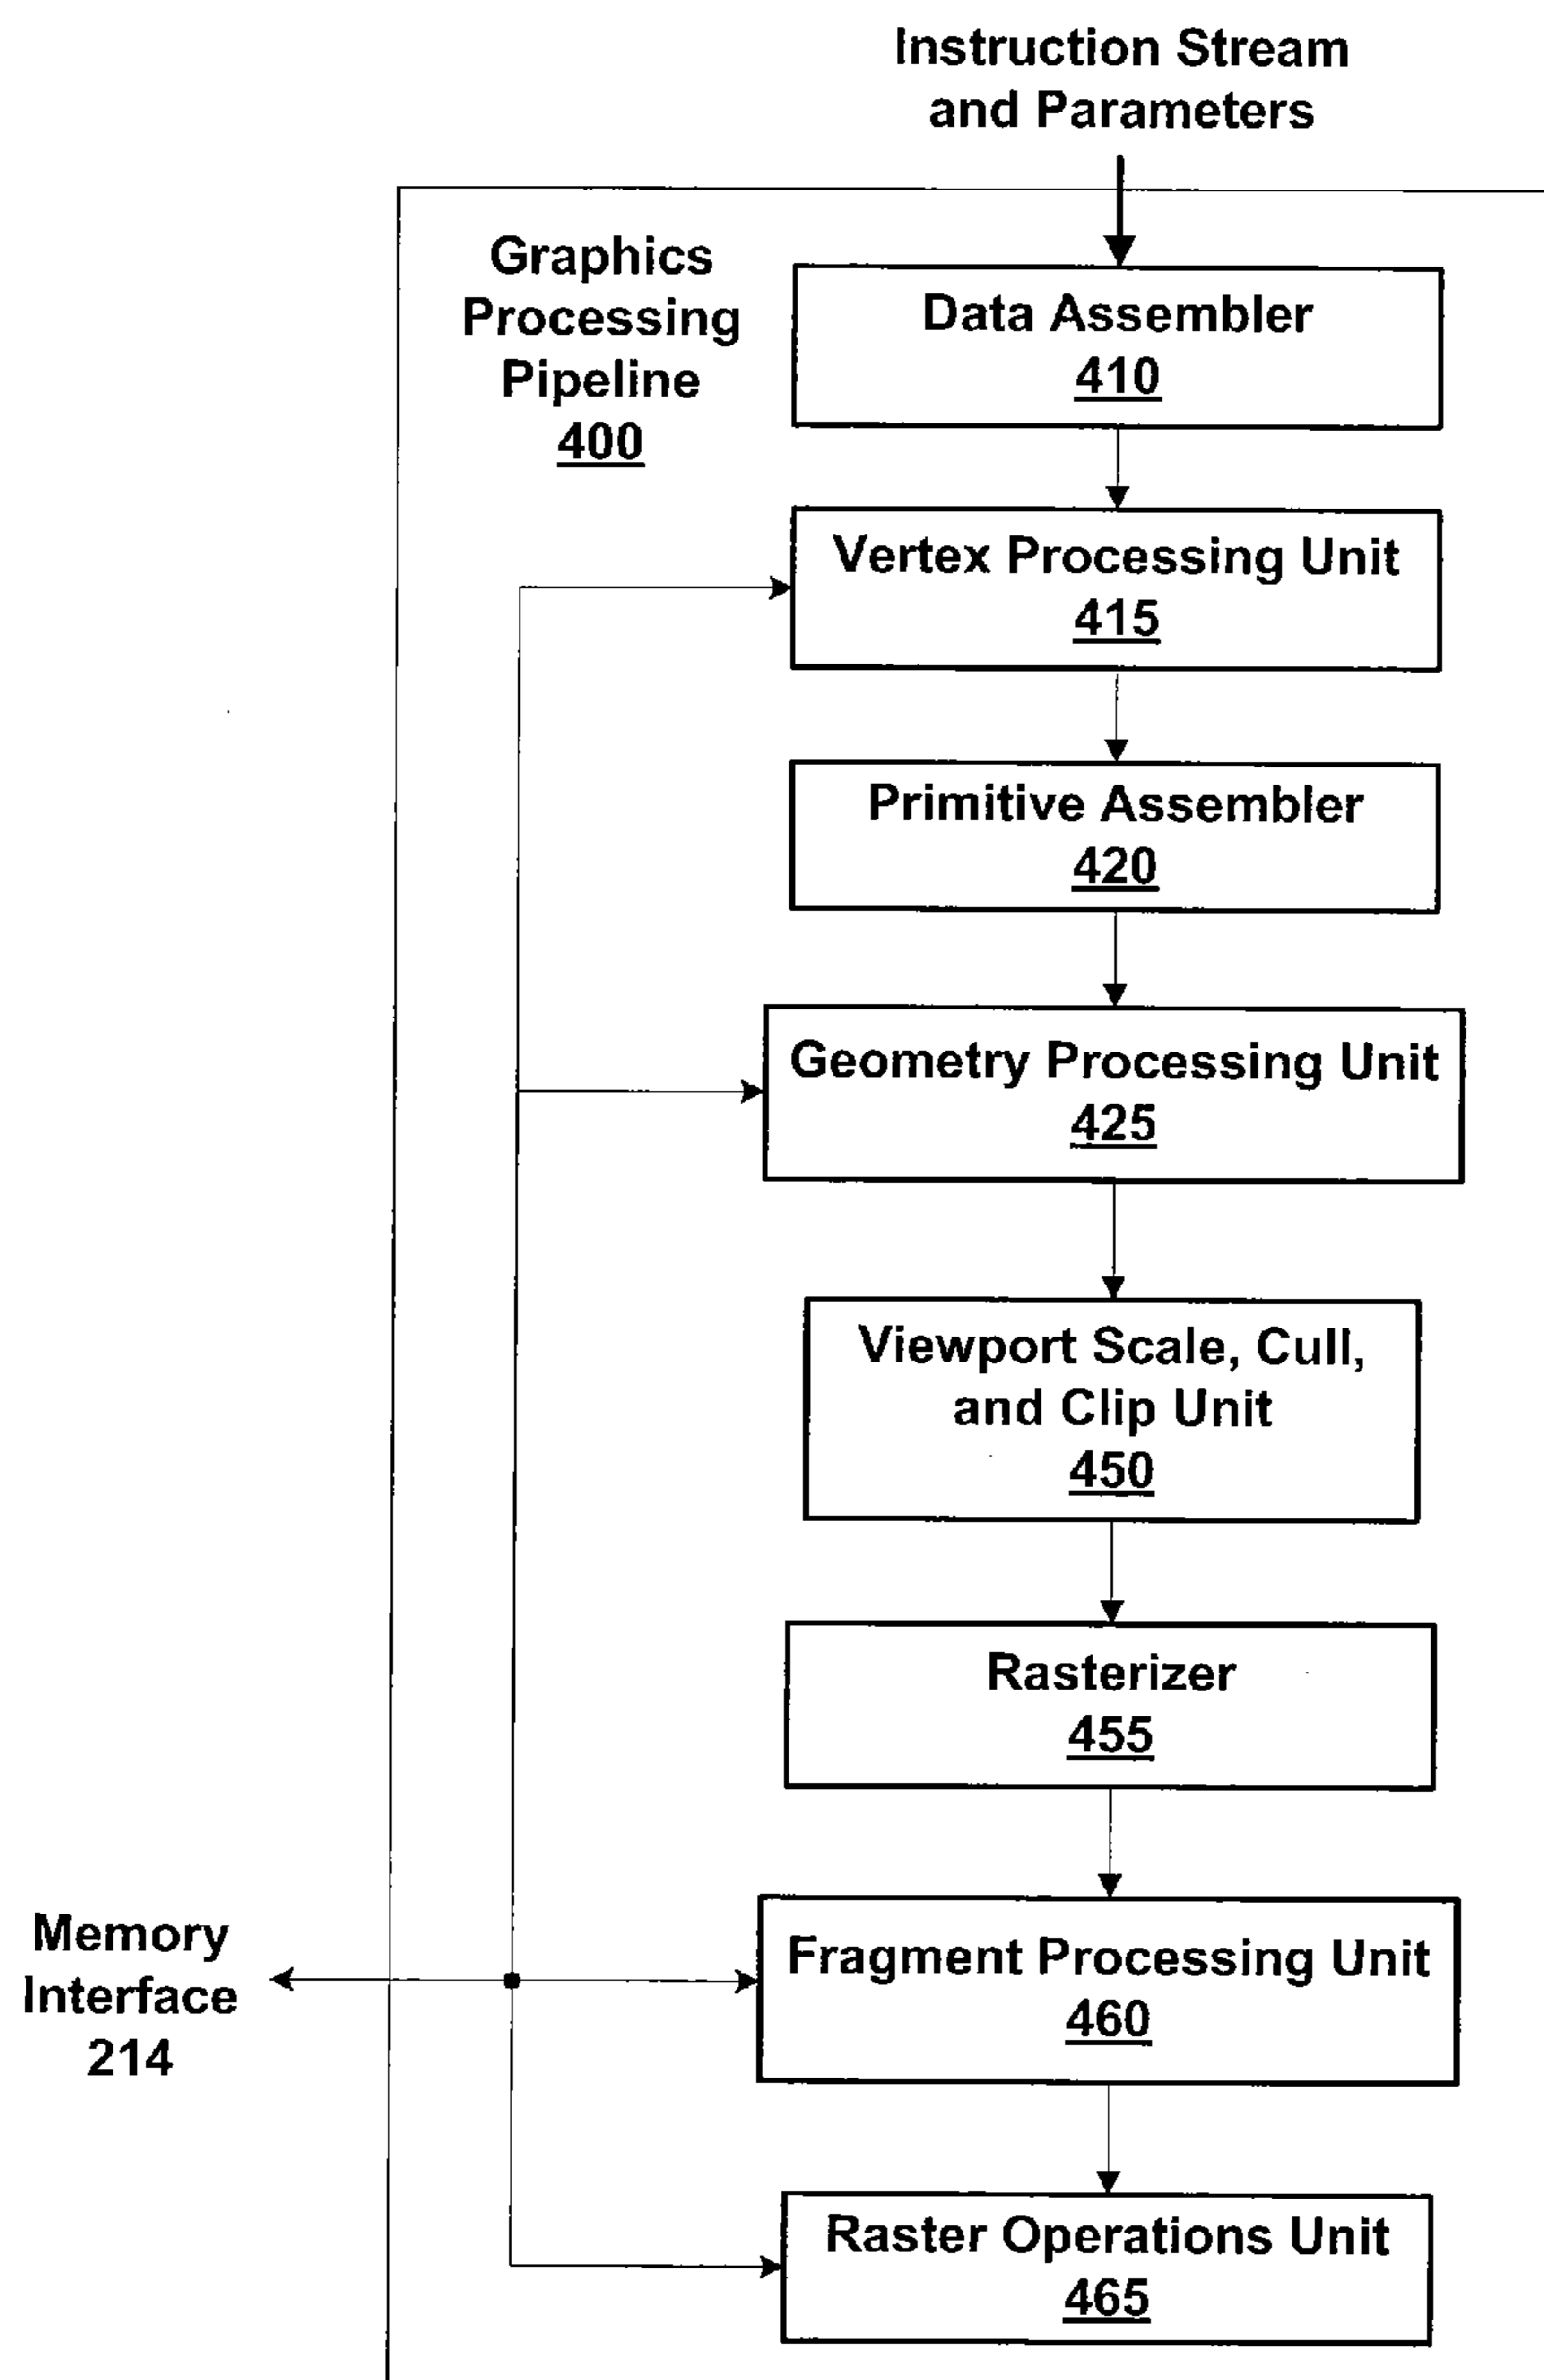 Instruction Stream
and Parameters
Graphics
Processing
Pipeline
400
Data Assembler
410
Vertex Processing Unit
415
Primitive Assembler
420
Geometry Processing Unit
425
Viewport Scale, Cull,
and Clip Unit
450
Rasterizer
455
Memory
Interface
214
Fragment Processing Unit
460
Raster Operations Unit
465